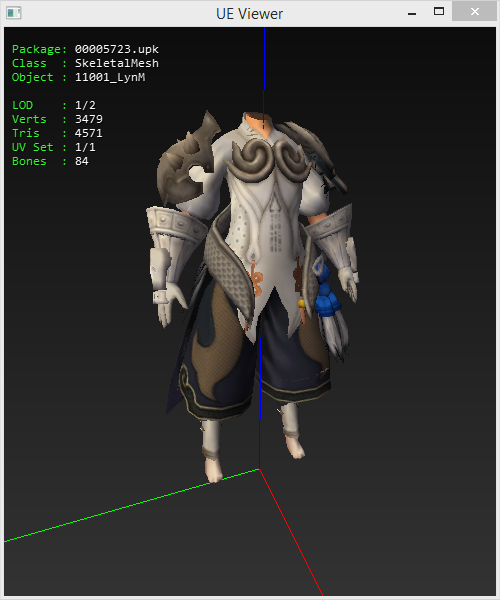 UE Viewer
Package: 00005723.upk
Class : SkeletalMesh
Object : 11001_LynM
LOD : 1/2
Verts : 3479
Tris : 4571
UV Set : 1/1
Bones : 84